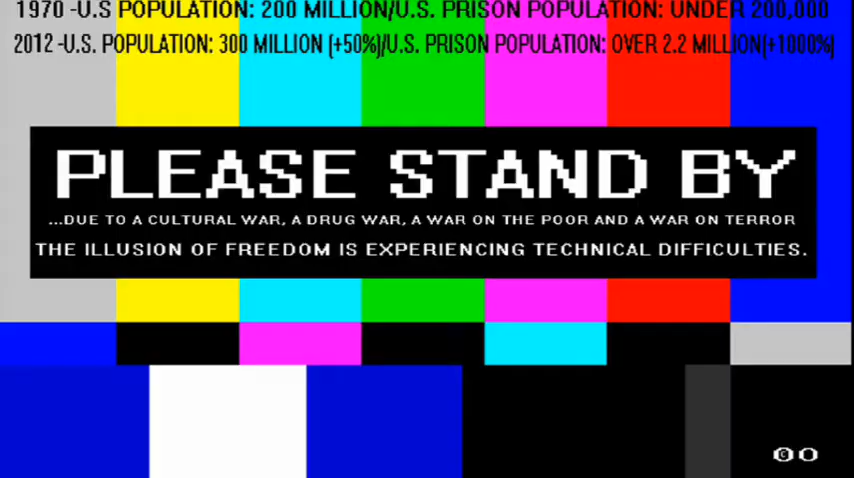 1970 -U.S POPULATION: 200 MILLION/U.S. PRISON POPULATION: UNDER 200,000
2012 -U.S. POPULATION: 300 MILLION (+50%)/U.S. PRISON POPULATION: OVER 2.2 MILLION(+1000%)
PLEASE STAND BY
...DUE TO A CULTURAL WAR, A DRUG WAR, A WAR ON THE POOR AND A WAR ON TERROR
THE ILLUSION OF FREEDOM IS EXPERIENCING TECHNICAL DIFFICULTIES.